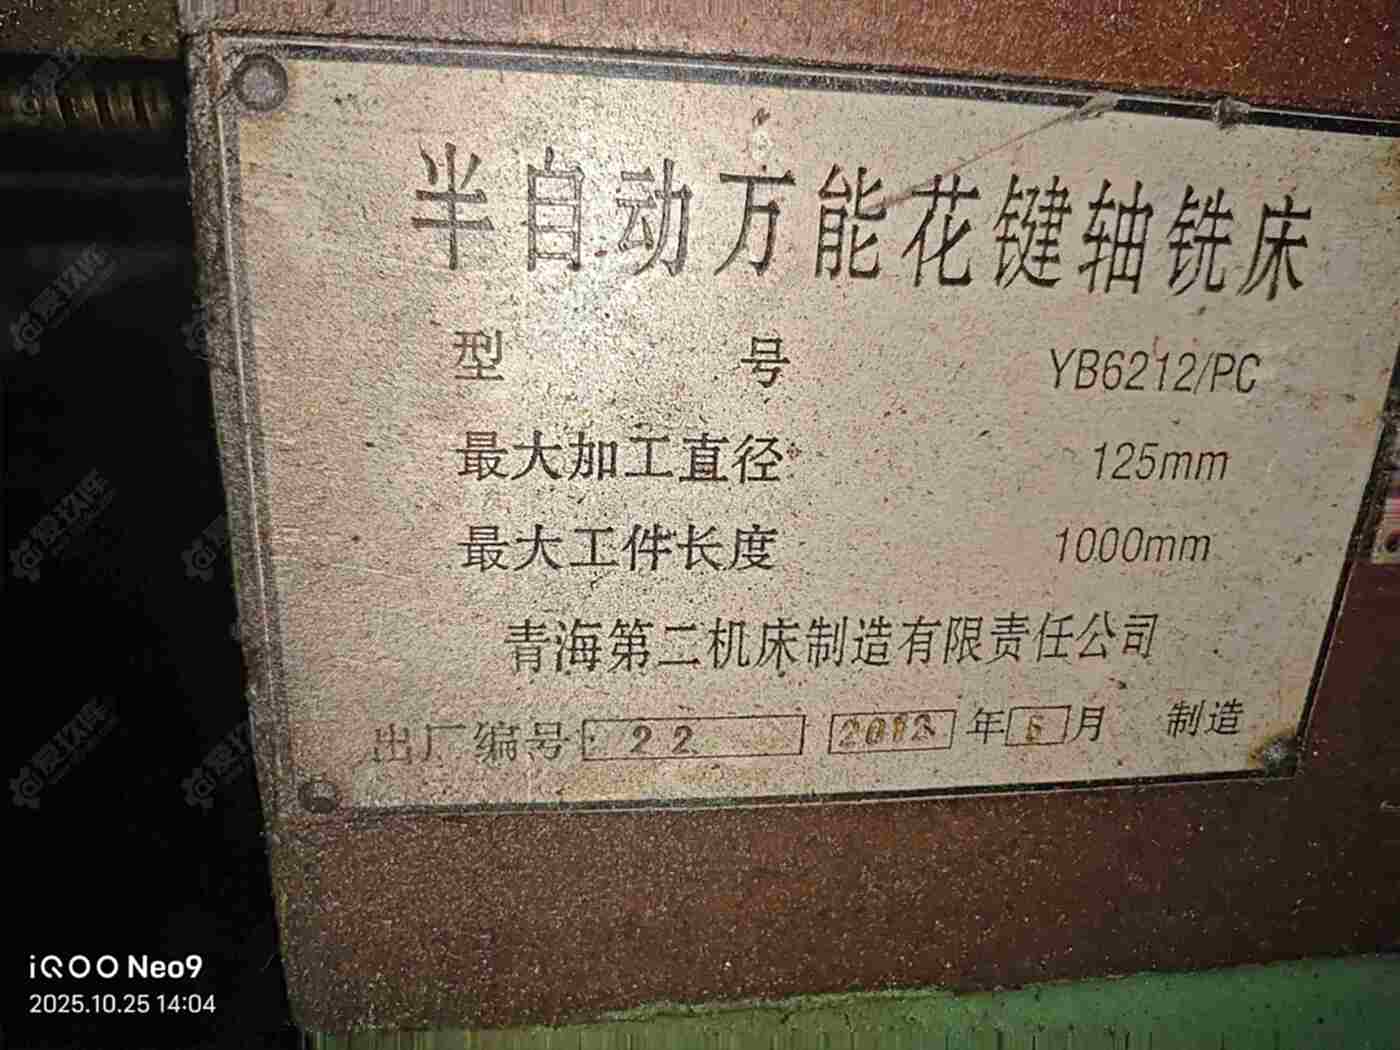 半自动万能花键轴铣床
型 号 YB6212/PC
最大加工直径 125mm
最大工件长度 1000mm
青海第二机床制造有限责任公司
出厂编号 22 2012 年 6 月 制造
iQOO Neo9
2025.10.25 14:04